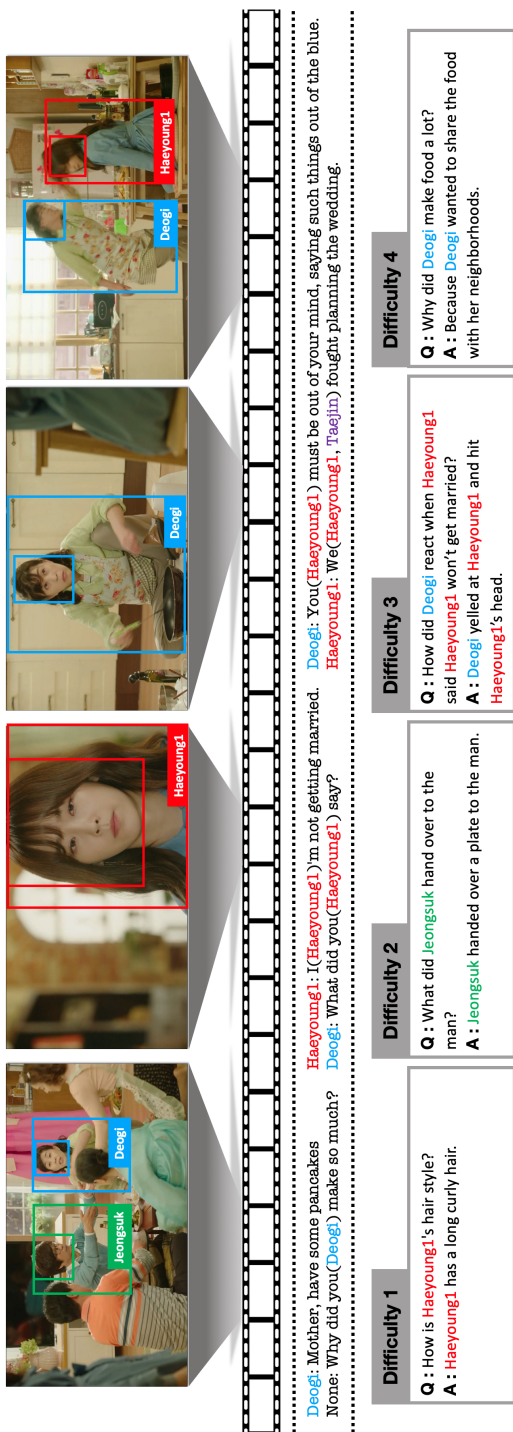 Jeongsuk
Deogi
Haeyoung1
Deogi
Deogi
Haeyoung1
Deogi: Mother, have some pancakes
None: Why did you(Deogi) make so much?
Haeyoung1: I(Haeyoung1)'m not getting married.
Deogi: What did you(Haeyoung1) say?
Deogi: You(Haeyoung1) must be out of your mind, saying such things out of the blue.
Haeyoung1: We(Haeyoung1, Taejin) fought planning the wedding.
Difficulty 1
Q : How is Haeyoung1's hair style?
A : Haeyoung1 has a long curly hair.
Difficulty 2
Q : What did Jeongsuk hand over to the
man?
A : Jeongsuk handed over a plate to the man.
Difficulty 3
Q : How did Deogi react when Haeyoung1
said Haeyoung1 won't get married?
A : Deogi yelled at Haeyoung1 and hit
Haeyoung1's head.
Difficulty 4
Q : Why did Deogi make food a lot?
A : Because Deogi wanted to share the food
with her neighborhoods.